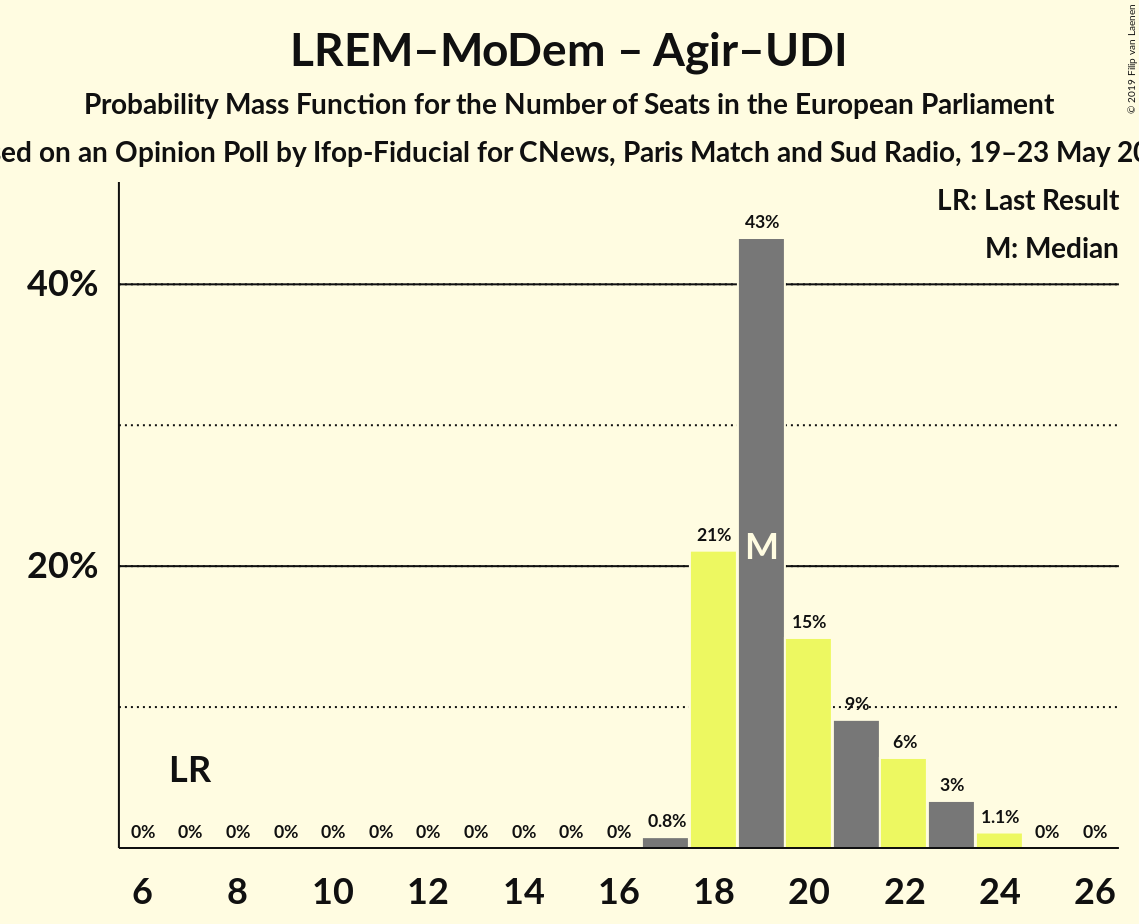 LREM–MoDem – Agir–UDI
Probability Mass Function for the Number of Seats in the European Parliament
on an Opinion Poll by Ifop-Fiducial for CNews, Paris Match and Sud Radio, 19–23 May
© 2019 Filip van Laenen
LR: Last Result
M: Median
43%
40%
21%
M
20%
15%
9%
6%
LR
3%
0% 0% 0% 0% 0% 0% 0% 0% 0% 0% 0% 0.8% 1.1% 0% 0%
6 8 10 12 14 16 18 20 22 24 26